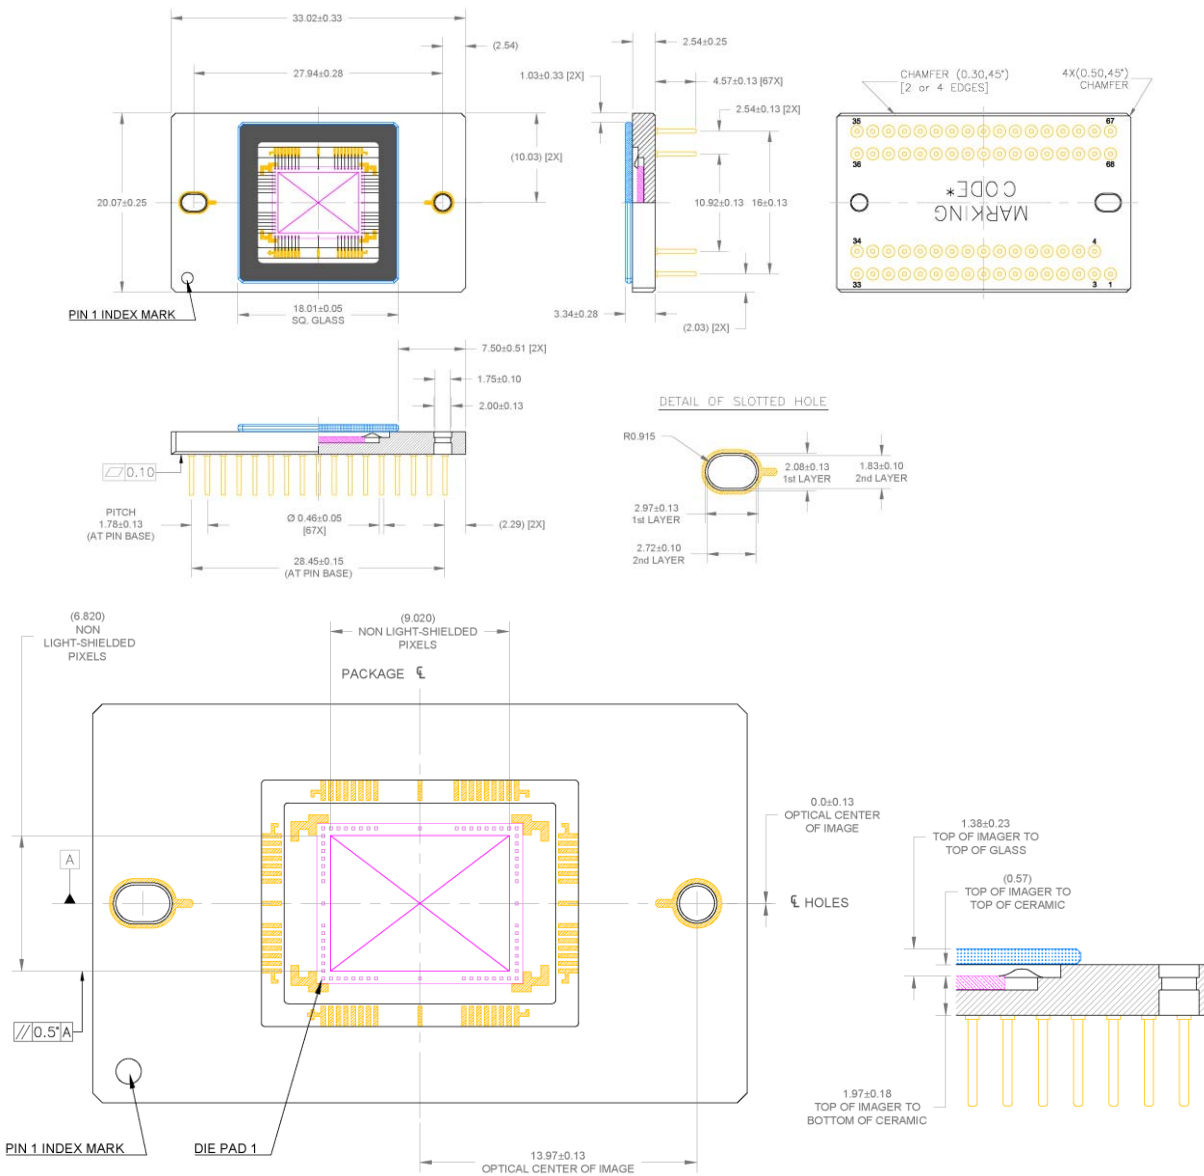 33.02±0.33
(2.54)
27.94±0.28
20.07±0.25
(10.03) [2X]
PIN 1 INDEX MARK
18.01±0.05
SQ. GLASS
2.54±0.25
1.03±0.33 [2X]
4.57±0.13 [67X]
2.54±0.13 [2X]
10.92±0.13
16±0.13
3.34±0.28
(2.03) [2X]
CHAMFER (0.30,45°)
[2 or 4 EDGES]
4X(0.50,45°)
CHAMFER
35
67
36
68
MARKING
CODE*
34
4
33
3
1
7.50±0.51 [2X]
1.75±0.10
2.00±0.13
0.10
PITCH
1.78±0.13
(AT PIN BASE)
Ø 0.46±0.05
[67X]
(2.29) [2X]
28.45±0.15
(AT PIN BASE)
DETAIL OF SLOTTED HOLE
R0.915
2.08±0.13
1st LAYER
1.83±0.10
2nd LAYER
2.97±0.13
1st LAYER
2.72±0.10
2nd LAYER
(6.820)
NON
LIGHT-SHIELDED
PIXELS
(9.020)
NON LIGHT-SHIELDED
PIXELS
PACKAGE ℄
0.0±0.13
OPTICAL CENTER
OF IMAGE
A
℄ HOLES
//0.5°A
PIN 1 INDEX MARK
DIE PAD 1
13.97±0.13
OPTICAL CENTER OF IMAGE
1.38±0.23
TOP OF IMAGER TO
TOP OF GLASS
(0.57)
TOP OF IMAGER TO
TOP OF CERAMIC
1.97±0.18
TOP OF IMAGER TO
BOTTOM OF CERAMIC